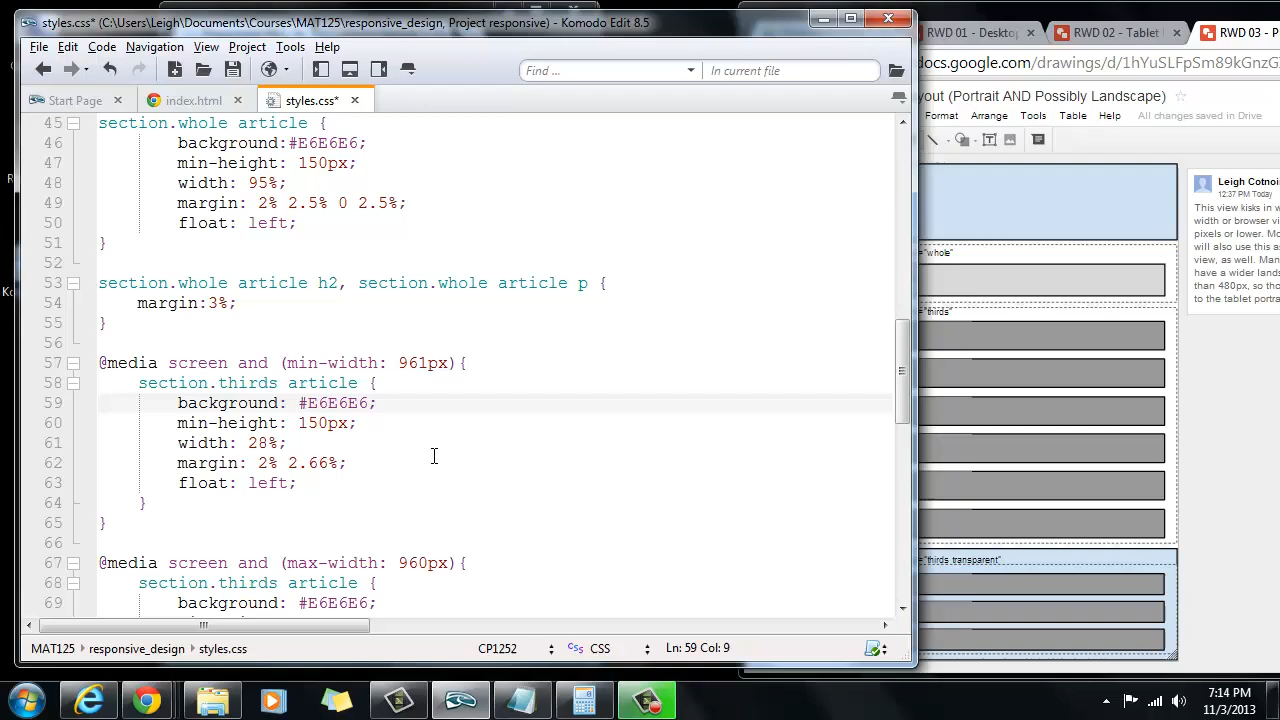 styles.css* (C:\Users\Leigh\Documents\Courses\MAT125\responsive_design, Project responsive) - Komodo Edit 8.5
File Edit Code Navigation View Project Tools Help
Find ...
In current file
Start Page
index.html
styles.css*
45 section.whole article {
46 background:#E6E6E6;
47 min-height: 150px;
48 width: 95%;
49 margin: 2% 2.5% 0 2.5%;
50 float: left;
51 }
52
53 section.whole article h2, section.whole article p {
54 margin:3%;
55 }
56
57 @media screen and (min-width: 961px){
58 section.thirds article {
59 background: #E6E6E6;
60 min-height: 150px;
61 width: 28%;
62 margin: 2% 2.66%;
63 float: left;
64 }
65 }
66
67 @media screen and (max-width: 960px){
68 section.thirds article {
69 background: #E6E6E6;
MAT125 responsive_design styles.css
CP1252
CSS
Ln: 59 Col: 9
RWD 01 - Deskto
RWD 02 - Tablet
RWD 03 - P
docs.google.com/drawings/d/1hYuSLFpSm89kGnzG
yout (Portrait AND Possibly Landscape)
Format Arrange Tools Table Help All changes saved in Drive
="whole"
="thirds"
="thirds transparent"
Leigh Cotnoi
12:37 PM Today
This view kisks in w
width or browser vi
pixels or lower. Mo
will also use this a
view, as well. Man
have a wider lands
than 480px, so tho
to the tablet portra
7:14 PM
11/3/2013